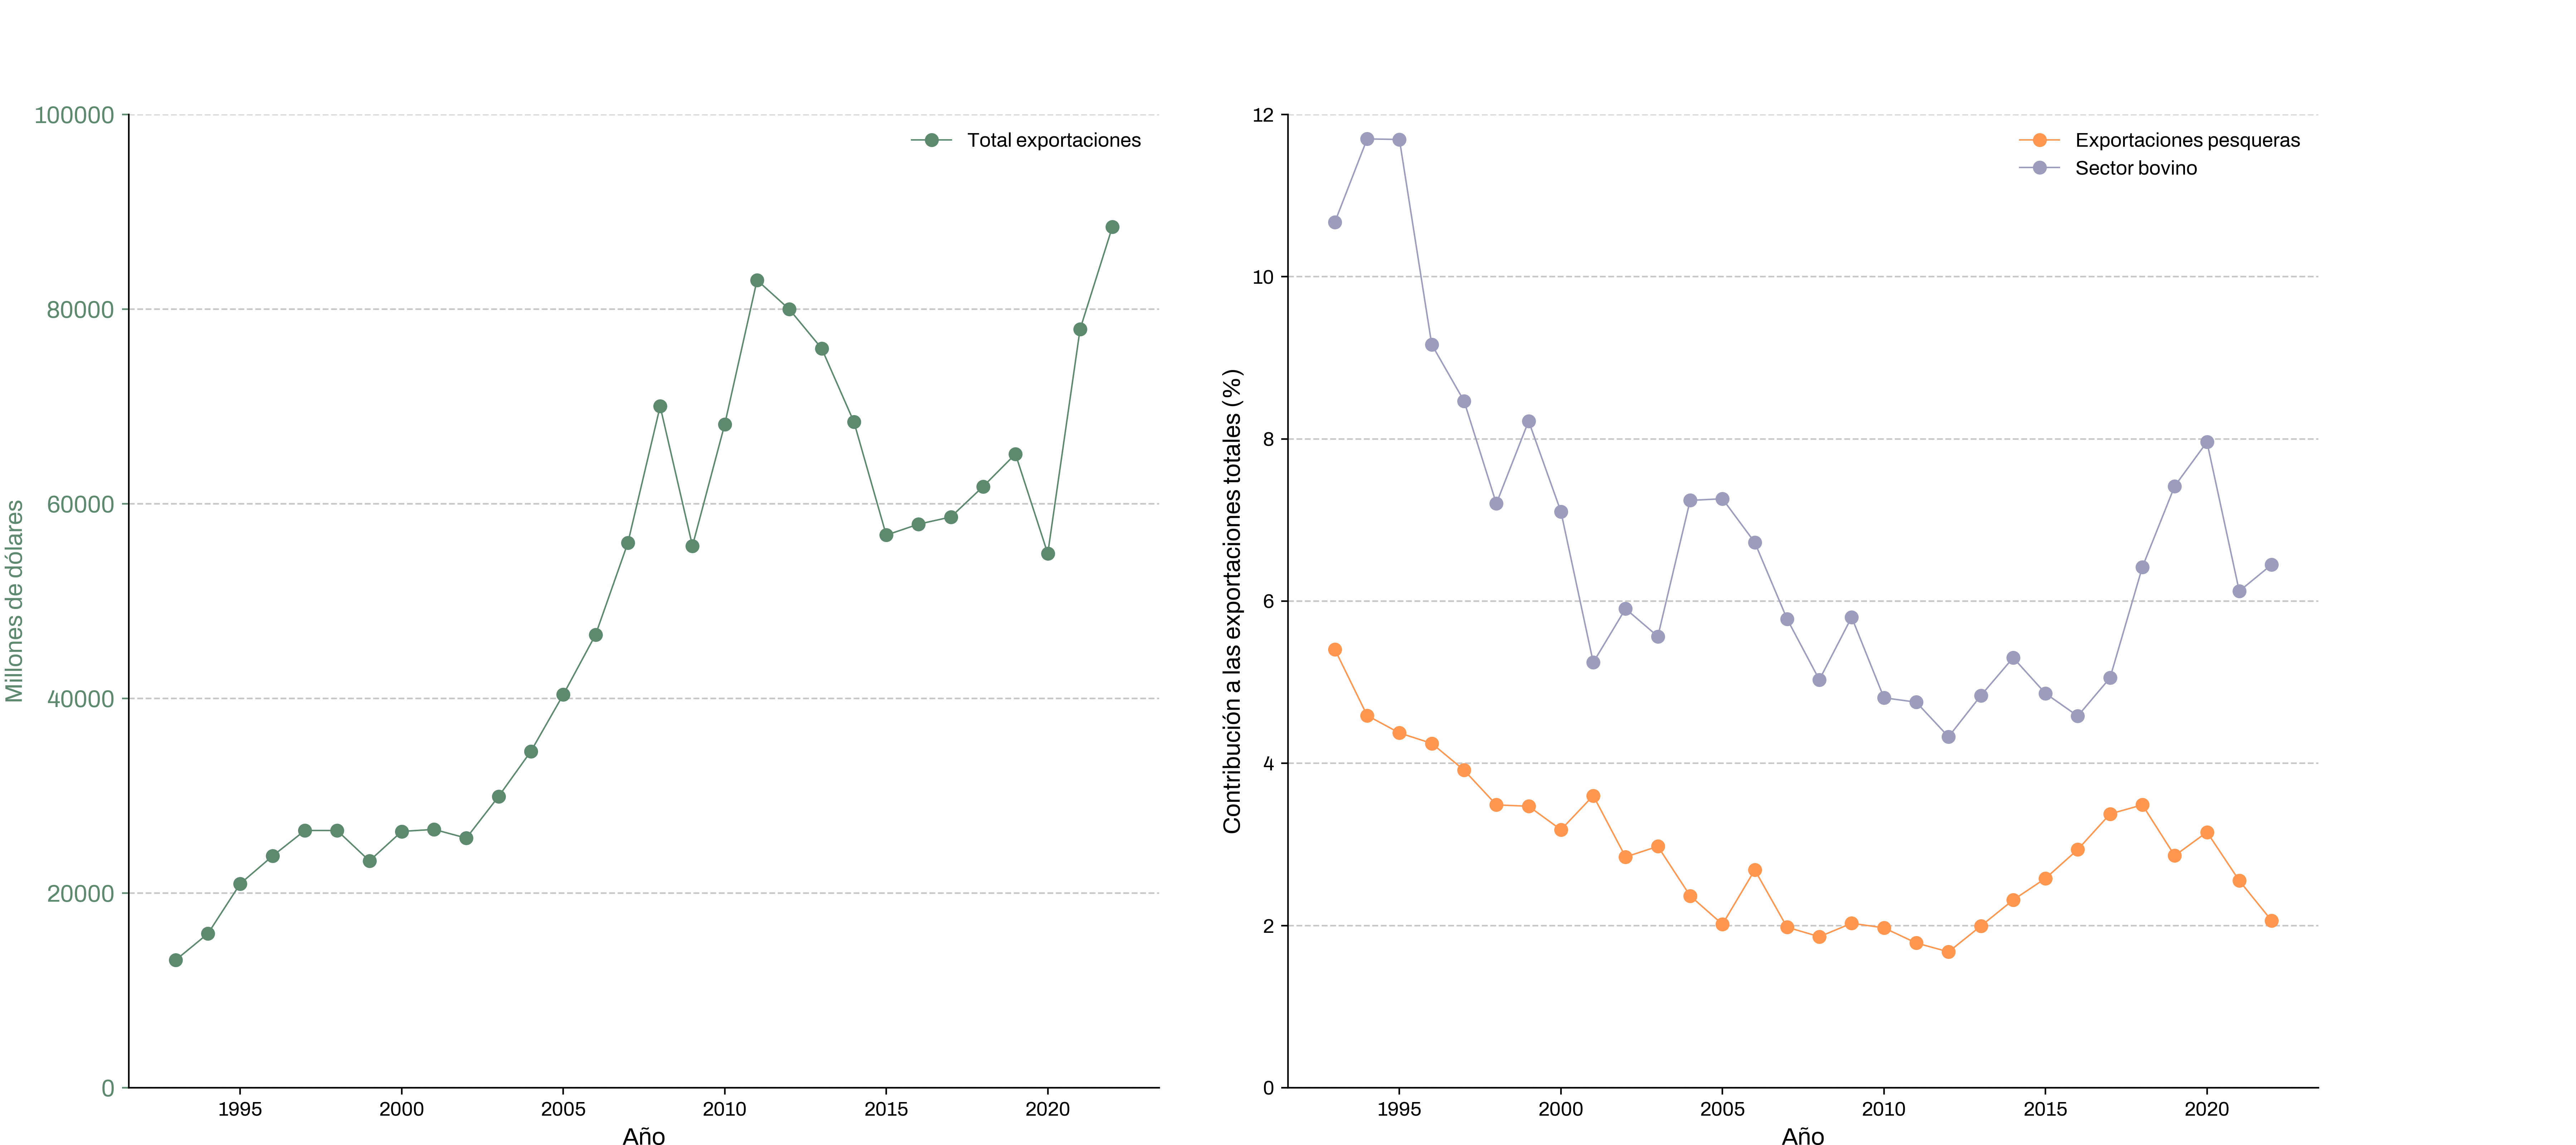 Millones de dólares
100000
80000
60000
40000
20000
0
1995 2000 2005 2010 2015 2020
Año
Total exportaciones
Contribución a las exportaciones totales (%)
12
10
8
6
4
2
0
1995 2000 2005 2010 2015 2020
Año
Exportaciones pesqueras
Sector bovino